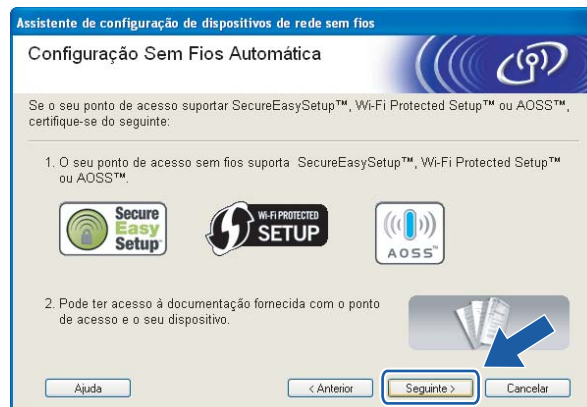 Assistente de configuração de dispositivos de rede sem fios
Configuração Sem Fios Automática
Se o seu ponto de acesso suportar SecureEasySetup™, Wi-Fi Protected Setup™ ou AOSS™,
certifique-se do seguinte:
1. O seu ponto de acesso sem fios suporta SecureEasySetup™, Wi-Fi Protected Setup™
ou AOSS™.
Secure
Easy
Setup
WI-FI PROTECTED
SETUP
AOSS™
2. Pode ter acesso à documentação fornecida com o ponto
de acesso e o seu dispositivo.
Ajuda
< Anterior
Seguinte >
Cancelar